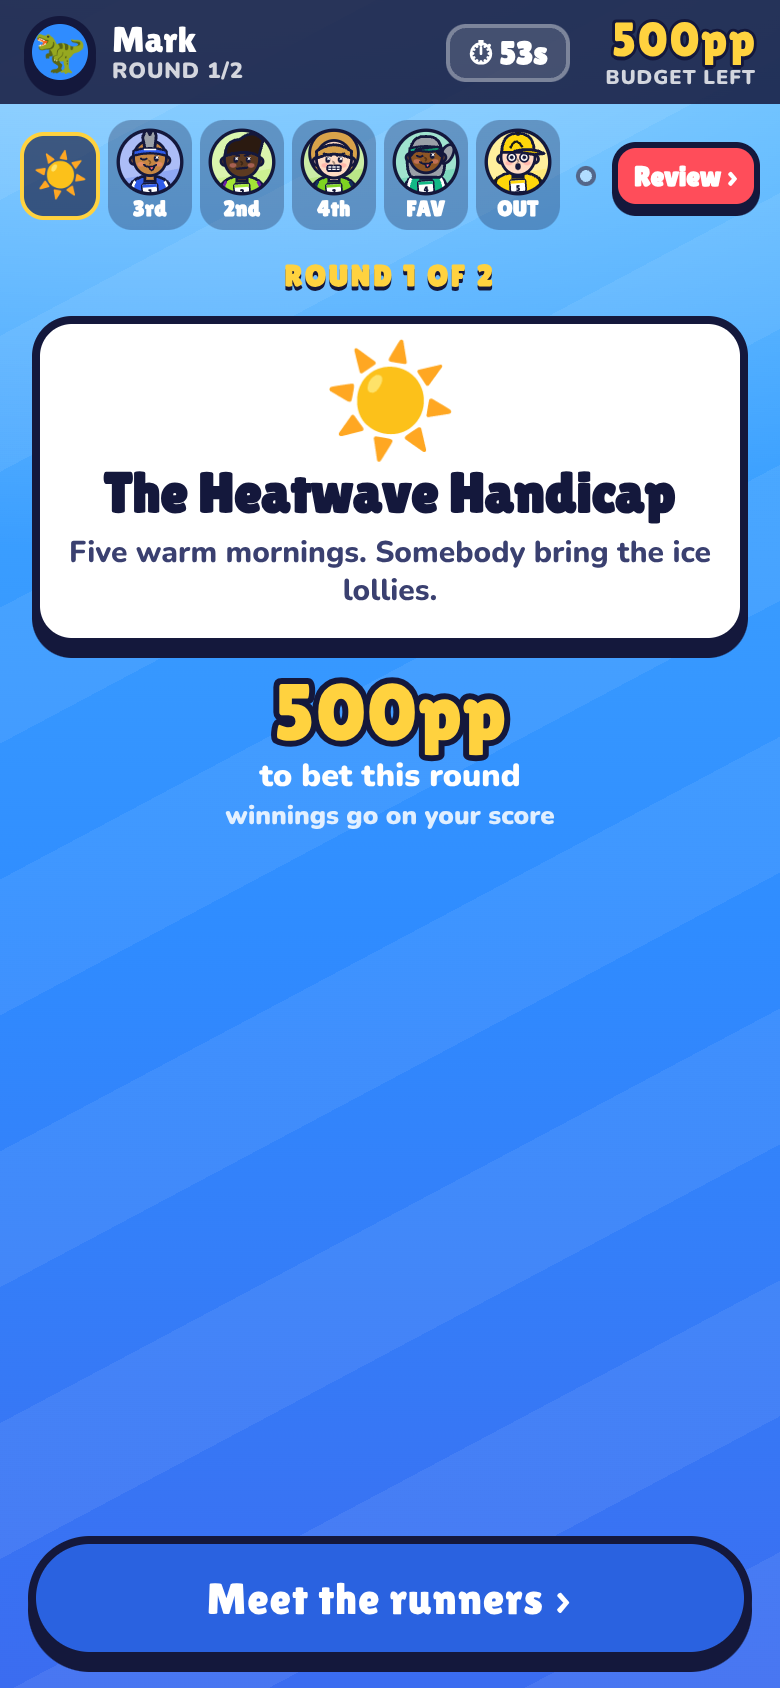 Mark
ROUND 1/2
53s
500pp
BUDGET LEFT
3rd
2nd
4th
FAV
OUT
Review ›
ROUND 1 OF 2
The Heatwave Handicap
Five warm mornings. Somebody bring the ice
lollies.
500pp
to bet this round
winnings go on your score
Meet the runners ›